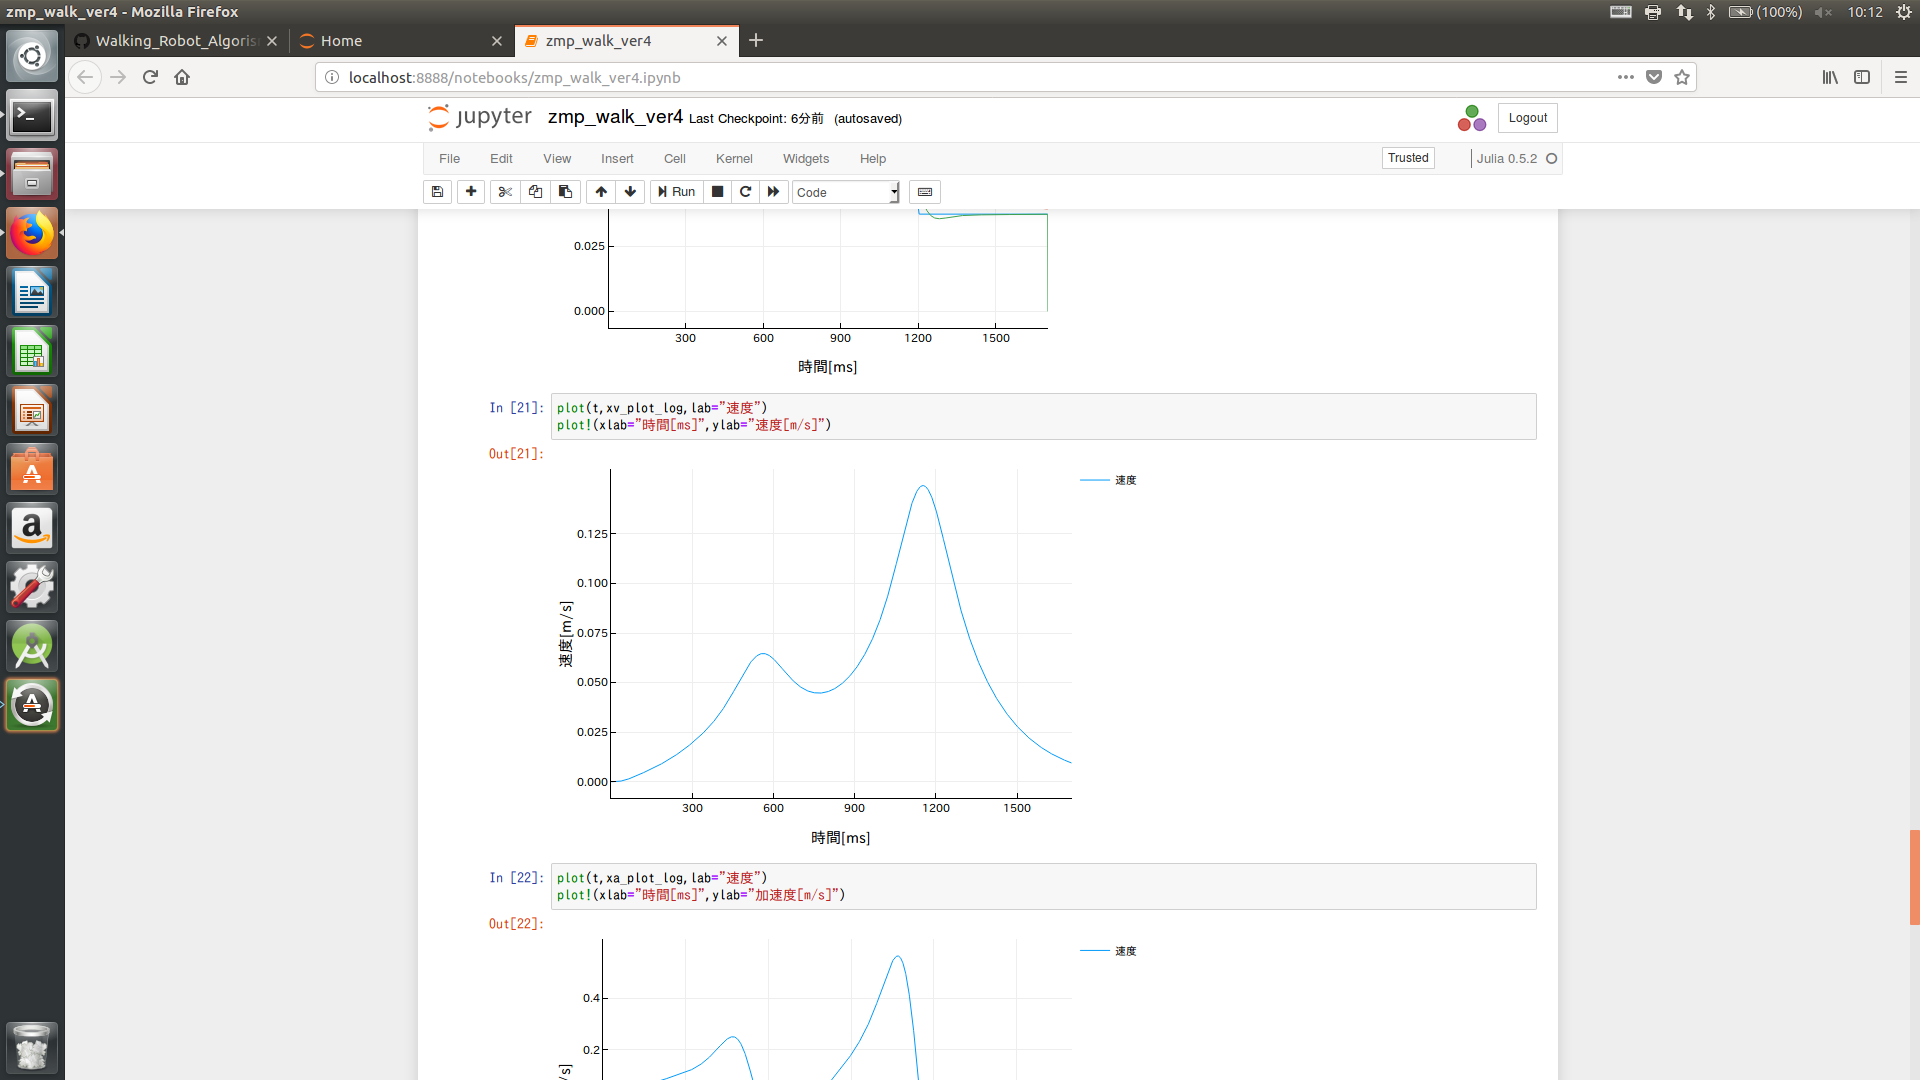 zmp_walk_ver4 - Mozilla Firefox
(100%) 10:12
Walking_Robot_Algoris
Home
zmp_walk_ver4
localhost:8888/notebooks/zmp_walk_ver4.ipynb
jupyter zmp_walk_ver4 Last Checkpoint: 6分前 (autosaved)
Logout
File Edit View Insert Cell Kernel Widgets Help
Trusted
Julia 0.5.2
Run
Code
0.025
0.000
300 600 900 1200 1500
時間[ms]
In [21]:
plot(t,xv_plot_log,lab="速度")
plot!(xlab="時間[ms]",ylab="速度[m/s]")
Out[21]:
速度
0.125
0.100
0.075
0.050
0.025
0.000
速度[m/s]
300 600 900 1200 1500
時間[ms]
In [22]:
plot(t,xa_plot_log,lab="速度")
plot!(xlab="時間[ms]",ylab="加速度[m/s]")
Out[22]:
速度
0.4
0.2
/s]